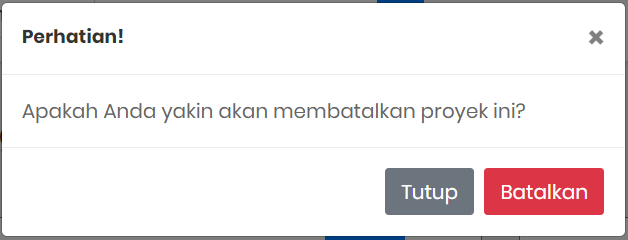 Perhatian!
Apakah Anda yakin akan membatalkan proyek ini?
Tutup
Batalkan